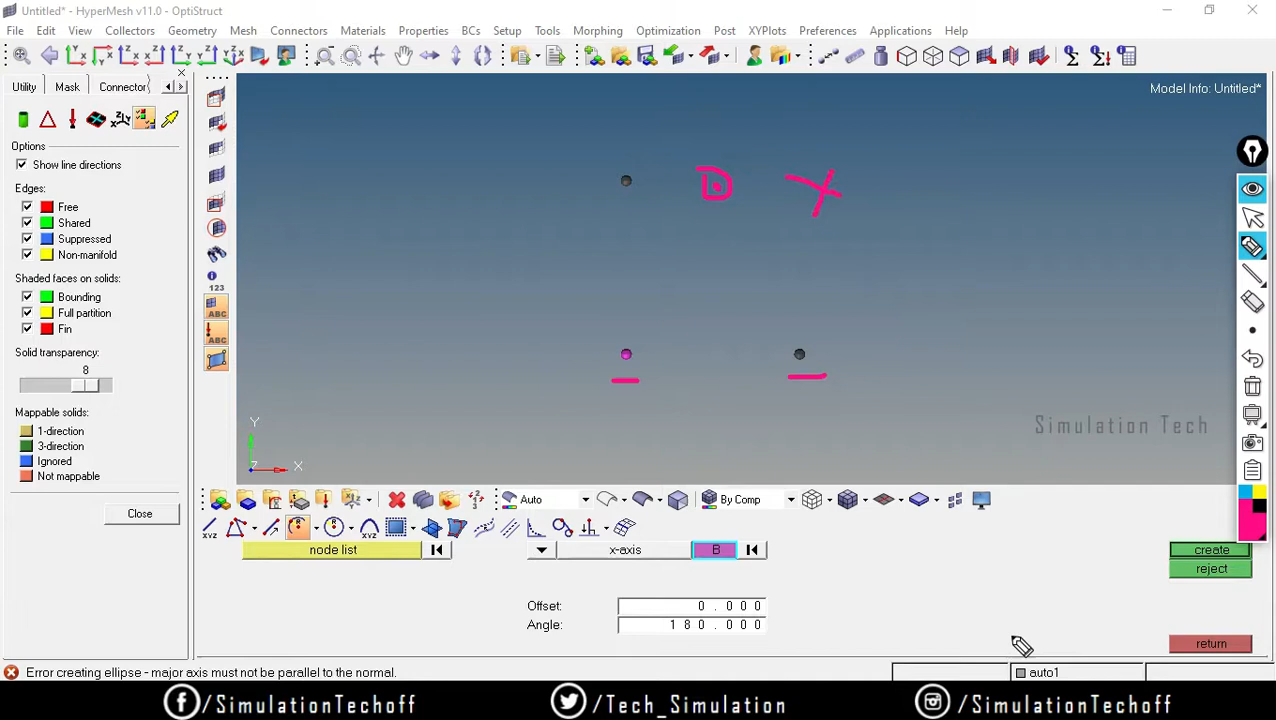 Untitled* - HyperMesh v11.0 - OptiStruct
File Edit View Collectors Geometry Mesh Connectors Materials Properties BCs Setup Tools Morphing Optimization Post XYPlots Preferences Applications Help
Utility Mask Connector
Model Info: Untitled*
Options
Show line directions
Edges:
Free
Shared
Suppressed
Non-manifold
Shaded faces on solids:
Bounding
Full partition
Fin
Solid transparency:
8
Mappable solids:
1-direction
3-direction
Ignored
Not mappable
Close
123
ABC
ABC
D X
Y
Z X
Simulation Tech
Auto By Comp
XYZ
node list x-axis B create
reject
Offset: 0.000
Angle: 180.000
return
Error creating ellipse - major axis must not be parallel to the normal. auto1
/SimulationTechoff /Tech_Simulation /SimulationTechoff